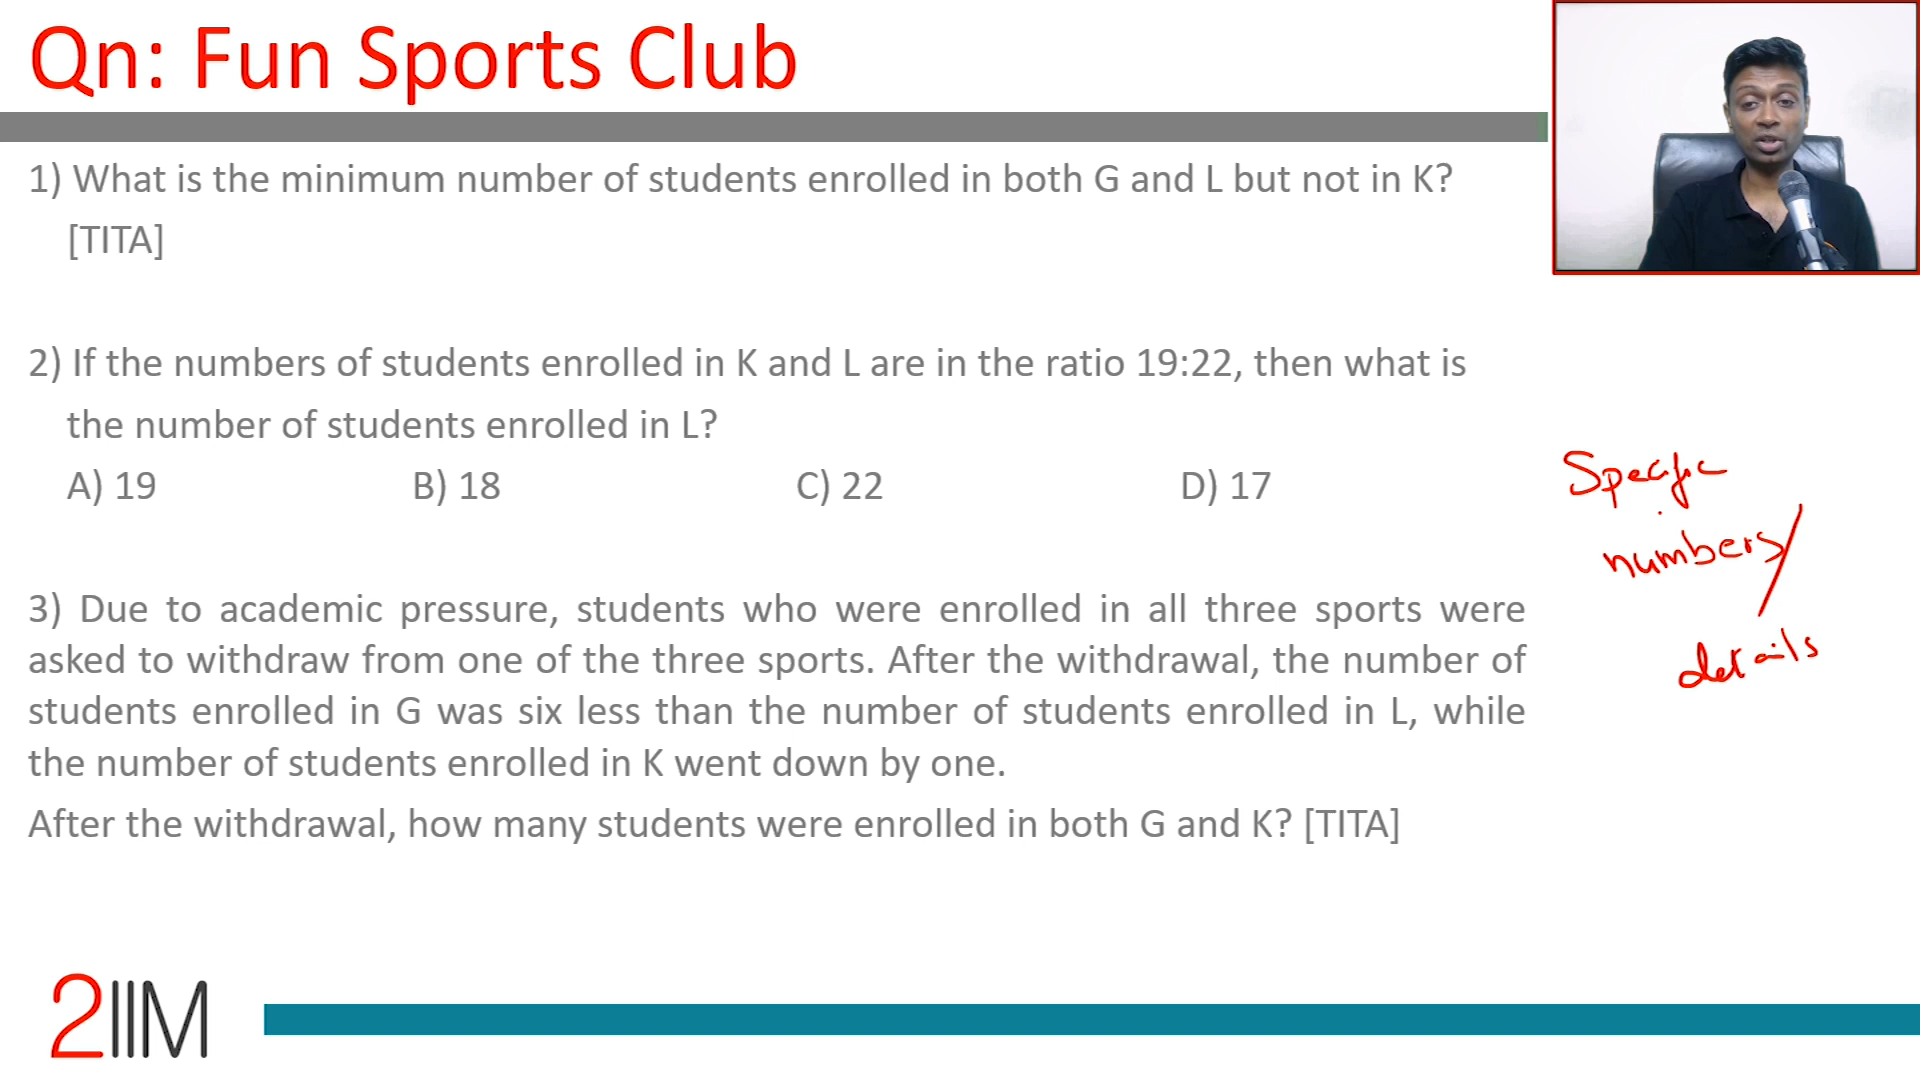 Qn: Fun Sports Club
1) What is the minimum number of students enrolled in both G and L but not in K?
[TITA]
2) If the numbers of students enrolled in K and L are in the ratio 19:22, then what is
the number of students enrolled in L?
A) 19 B) 18 C) 22 D) 17
3) Due to academic pressure, students who were enrolled in all three sports were
asked to withdraw from one of the three sports. After the withdrawal, the number of
students enrolled in G was six less than the number of students enrolled in L, while
the number of students enrolled in K went down by one.
After the withdrawal, how many students were enrolled in both G and K? [TITA]
Specific
numbers/
details
2IIM